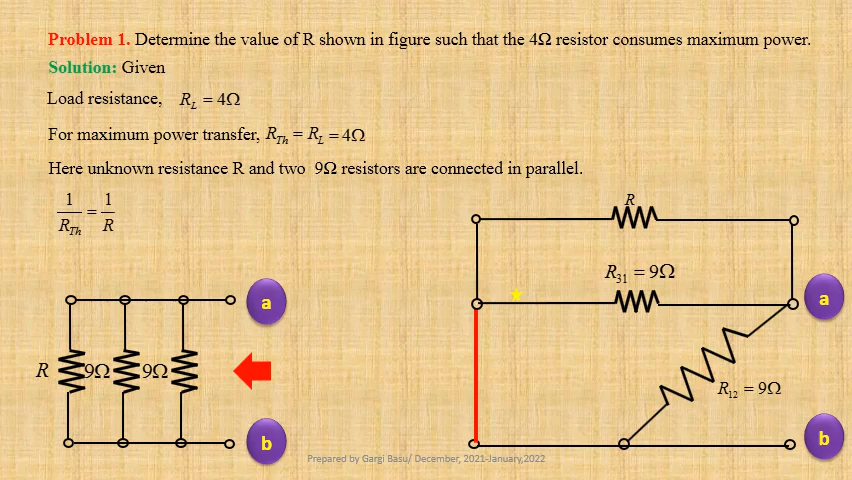 Problem 1. Determine the value of R shown in figure such that the 4Ω resistor consumes maximum power.
Solution: Given
Load resistance, R_L = 4Ω
For maximum power transfer, R_Th = R_L = 4Ω
Here unknown resistance R and two 9Ω resistors are connected in parallel.
1/R_Th = 1/R
R
R_31 = 9Ω
a
a
R 9Ω 9Ω
R_12 = 9Ω
b
b
Prepared by Gargi Basu/ December, 2021-January,2022